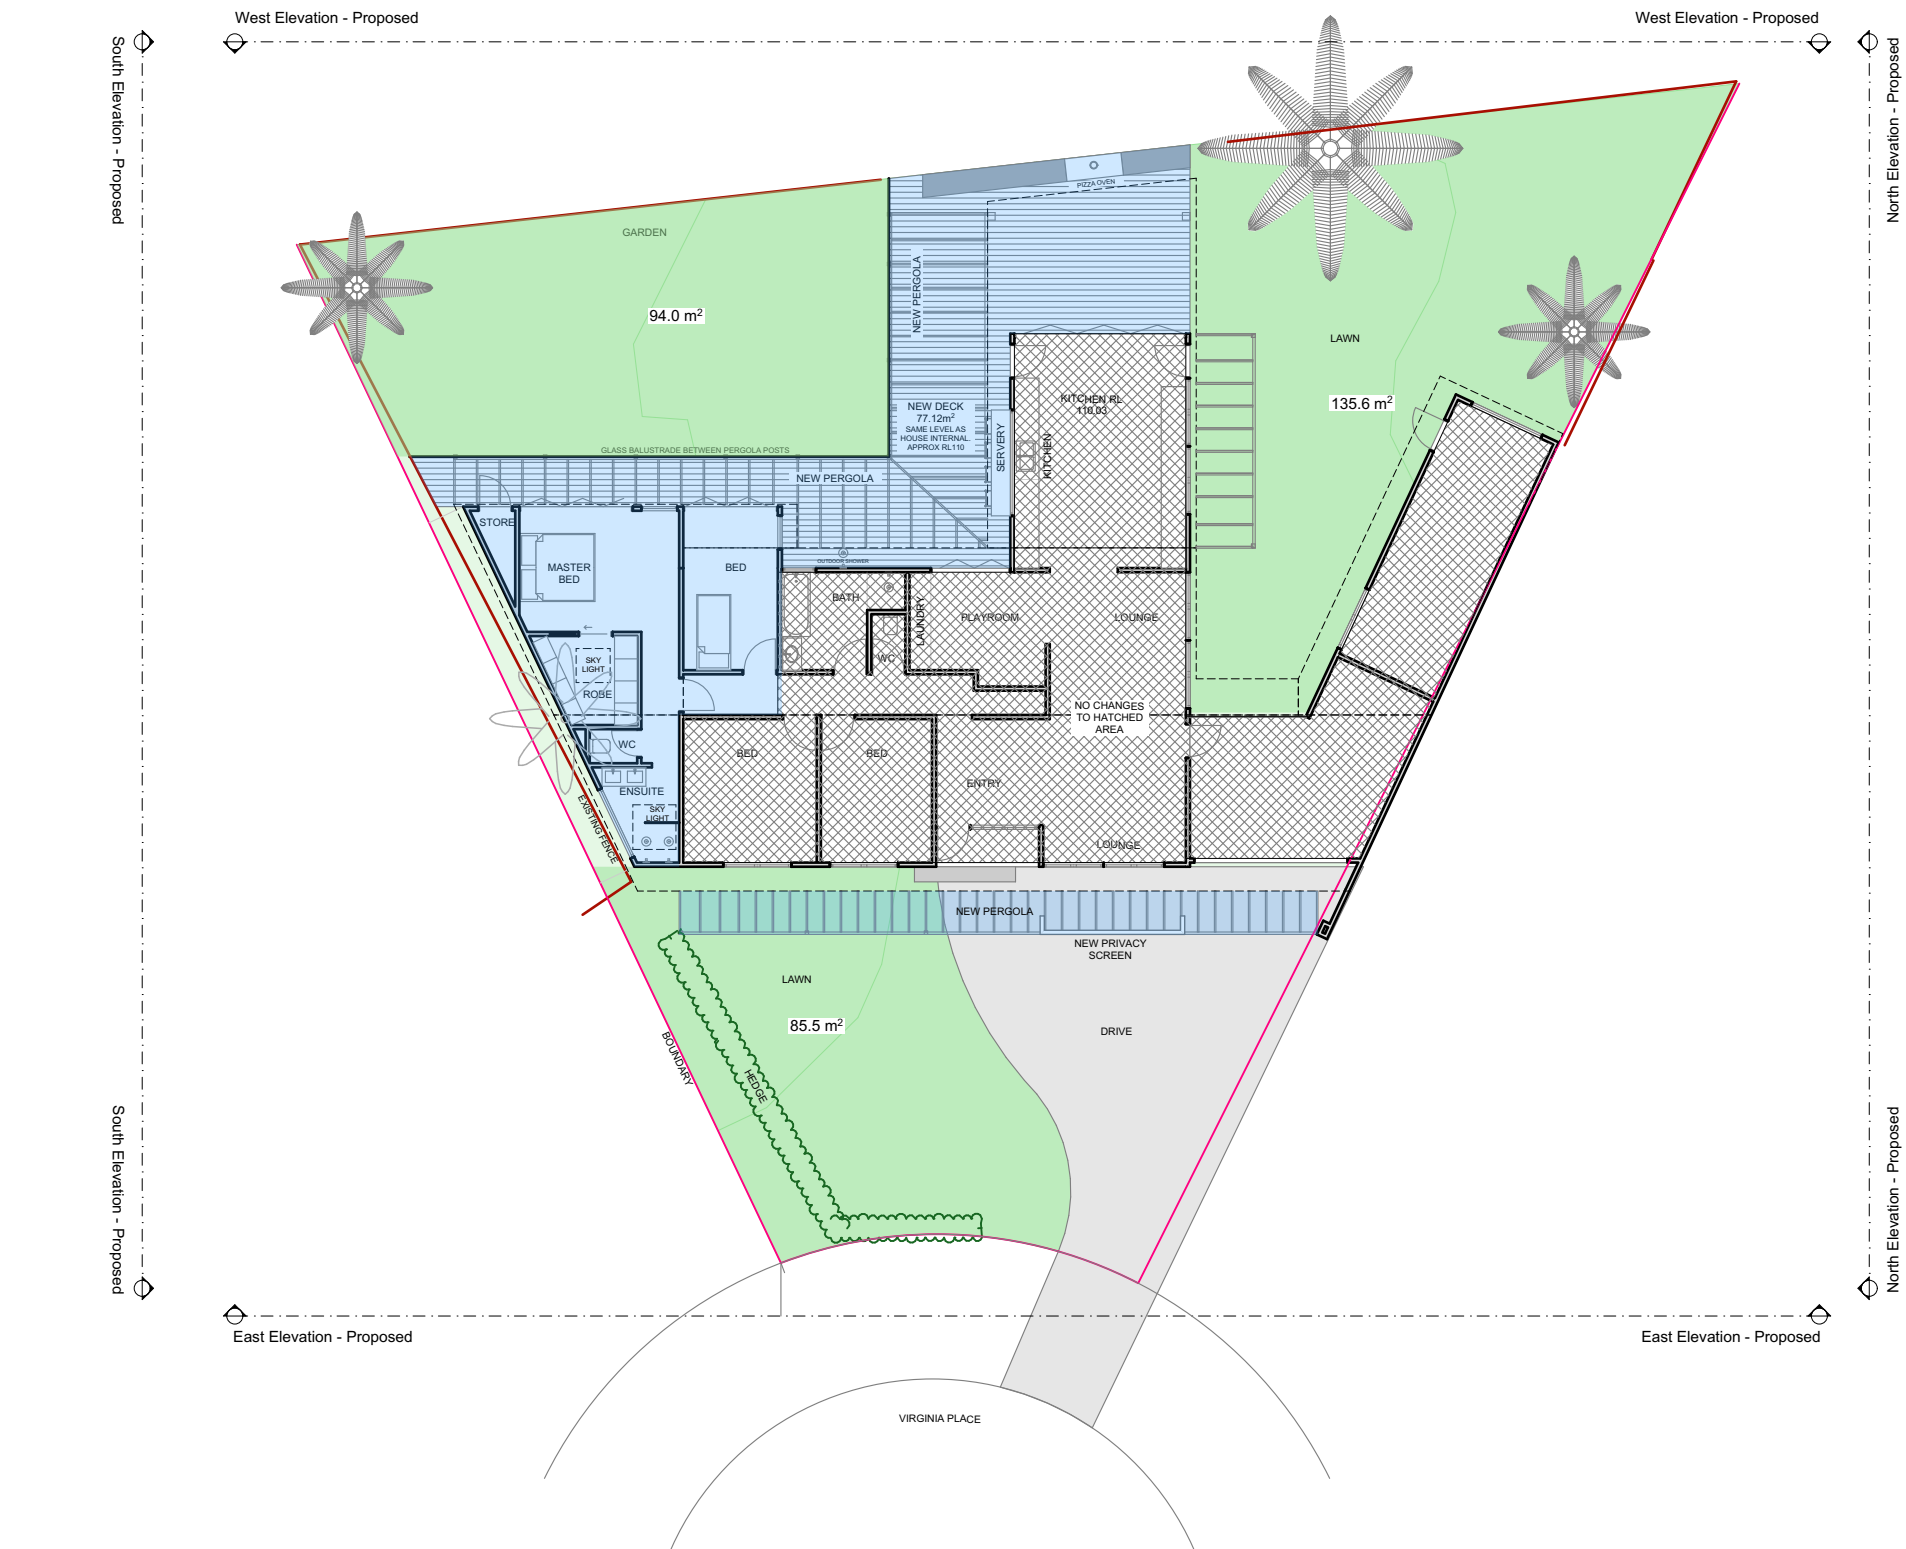 West Elevation - Proposed
West Elevation - Proposed
South Elevation - Proposed
North Elevation - Proposed
PIZZA OVEN
GARDEN
NEW PERGOLA
94.0 m²
LAWN
135.6 m²
KITCHEN RL
110.03
NEW DECK
77.12m²
SAME LEVEL AS
HOUSE INTERNAL.
APPROX RL110
SERVERY
KITCHEN
GLASS BALUSTRADE BETWEEN PERGOLA POSTS
NEW PERGOLA
STORE
OUTDOOR SHOWER
MASTER
BED
BED
BATH
LAUNDRY
PLAYROOM
LOUNGE
WC
SKY
LIGHT
ROBE
NO CHANGES
TO HATCHED
AREA
WC
BED
BED
ENTRY
ENSUITE
SKY
LIGHT
EXISTING FENCE
LOUNGE
NEW PERGOLA
NEW PRIVACY
SCREEN
LAWN
85.5 m²
DRIVE
BOUNDARY
HEDGE
South Elevation - Proposed
North Elevation - Proposed
East Elevation - Proposed
East Elevation - Proposed
VIRGINIA PLACE